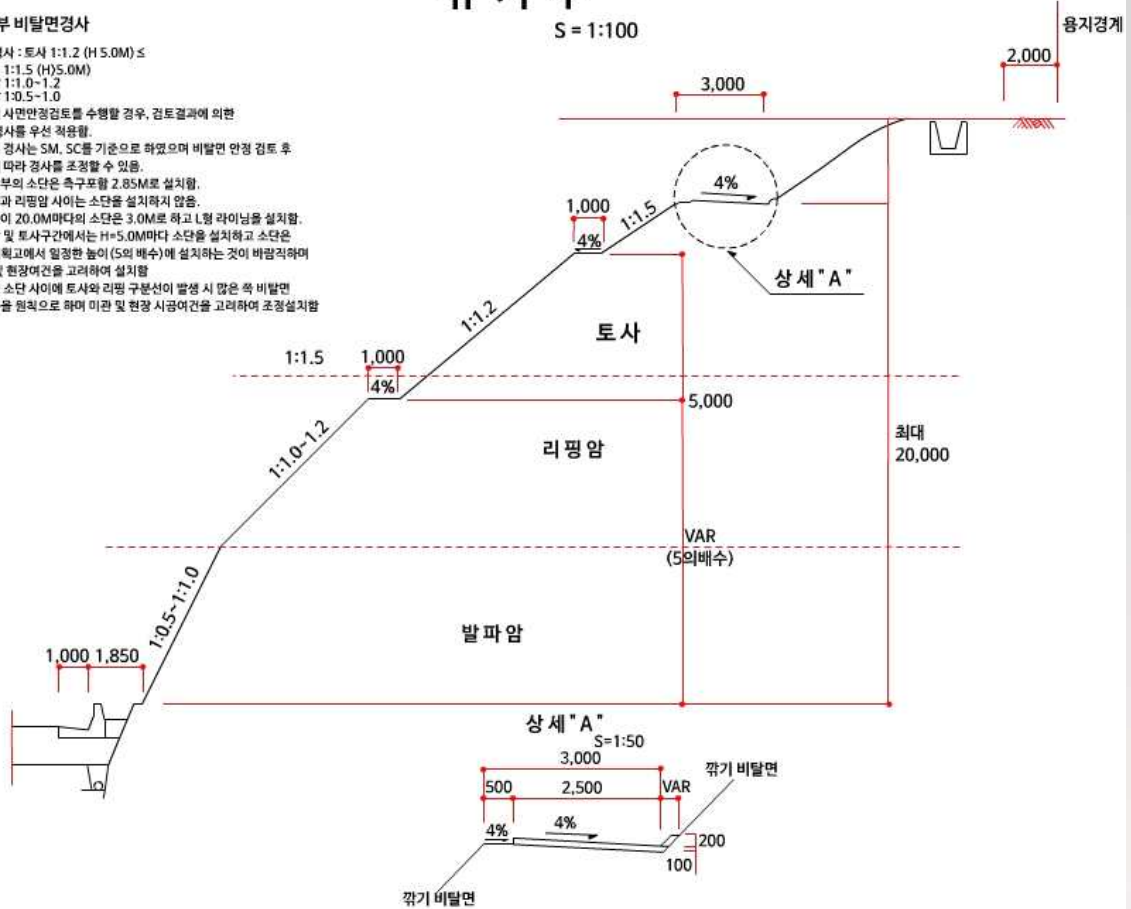 S = 1:100
부 비탈면경사
사 : 토사 1:1.2 (H 5.0M) ≤
1:1.5 (H)5.0M)
1:1.0~1.2
1:0.5~1.0
사면안정검토를 수행할 경우, 검토결과에 의한
사를 우선 적용함.
경사는 SM, SC를 기준으로 하였으며 비탈면 안정 검토 후
따라 경사를 조정할 수 있음.
부의 소단은 측구포함 2.85M로 설치함.
과 리핑암 사이는 소단을 설치하지 않음.
이 20.0M마다의 소단은 3.0M로 하고 L형 라이닝을 설치함.
및 토사구간에서는 H=5.0M마다 소단을 설치하고 소단은
획고에서 일정한 높이(5의 배수)에 설치하는 것이 바람직하며
현장여건을 고려하여 설치함
소단 사이에 토사와 리핑 구분선이 발생 시 많은 쪽 비탈면
을 원칙으로 하며 미관 및 현장 시공여건을 고려하여 조정설치함
용지경계
2,000
3,000
4%
1,000
1:1.5
4%
상세"A"
1:1.2
토사
1:1.5
1,000
4%
5,000
1:1.0~1.2
리핑암
최대
20,000
VAR
(5의배수)
1:0.5~1:1.0
발파암
1,000 1,850
상세"A"
S=1:50
3,000
깎기 비탈면
500
2,500
VAR
4%
4%
200
100
깎기 비탈면